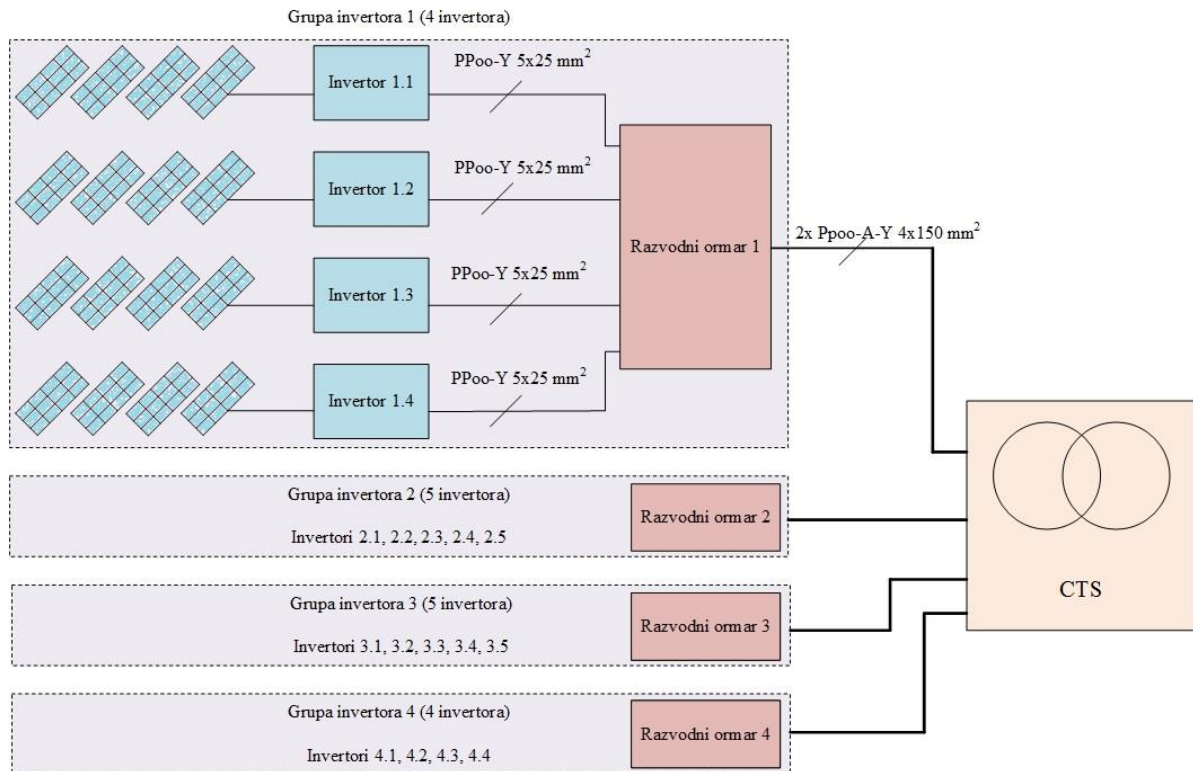 Grupa invertora 1 (4 invertora)
Invertor 1.1
PPoo-Y 5x25 mm²
Invertor 1.2
PPoo-Y 5x25 mm²
Invertor 1.3
PPoo-Y 5x25 mm²
Invertor 1.4
PPoo-Y 5x25 mm²
Razvodni ormar 1
2x Ppoo-A-Y 4x150 mm²
Grupa invertora 2 (5 invertora)
Invertori 2.1, 2.2, 2.3, 2.4, 2.5
Razvodni ormar 2
Grupa invertora 3 (5 invertora)
Invertori 3.1, 3.2, 3.3, 3.4, 3.5
Razvodni ormar 3
Grupa invertora 4 (4 invertora)
Invertori 4.1, 4.2, 4.3, 4.4
Razvodni ormar 4
CTS